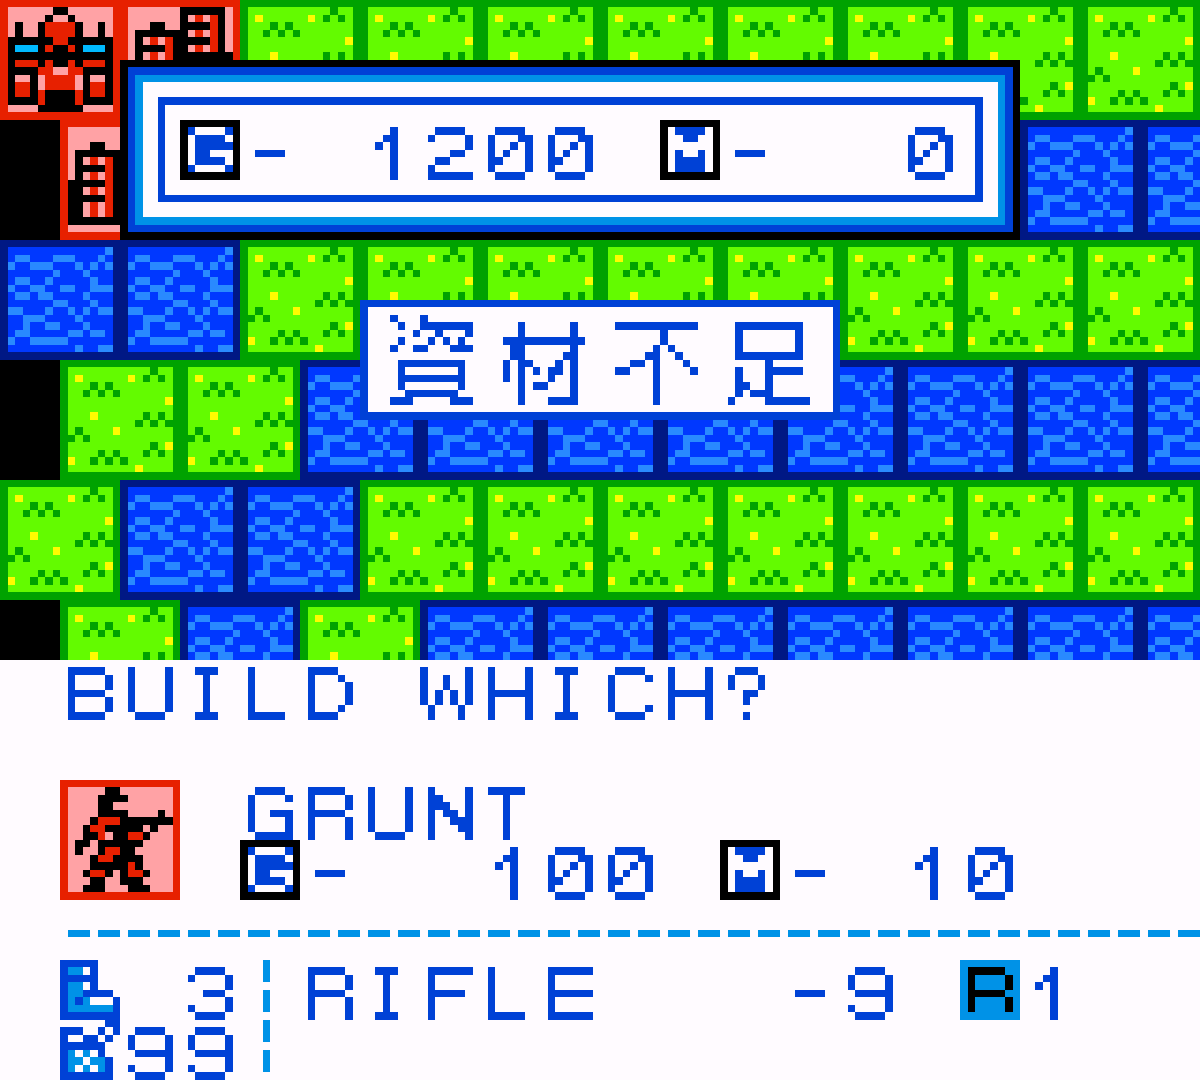 G- 1200 M- 0
資材不足
BUILD WHICH?
GRUNT
G- 100 M- 10
3 RIFLE -9 R1
99